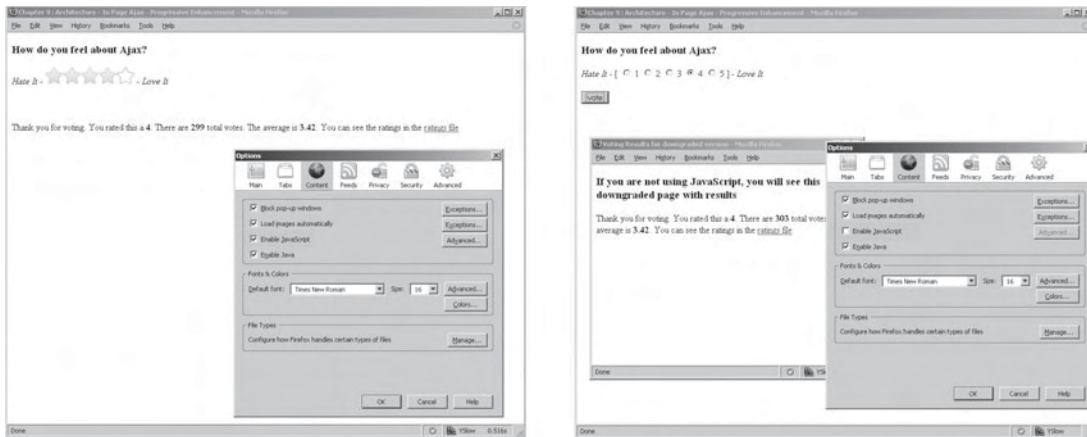 Chapter 9 : Architecture - In Page Ajax - Progressive Enhancement - Mozilla Firefox
File Edit View History Bookmarks Tools Help
How do you feel about Ajax?
Hate It - - Love It
Thank you for voting. You rated this a 4. There are 299 total votes. The average is 3.42. You can see the ratings in the ratings file
Options
Main Tabs Content Feeds Privacy Security Advanced
Block pop-up windows Exceptions...
Load images automatically Exceptions...
Enable JavaScript Advanced...
Enable Java
Fonts & Colors
Default font: Times New Roman Size: 16 Advanced...
Colors...
File Types
Configure how Firefox handles certain types of files Manage...
OK Cancel Help
Done YSlow 0.516s
Chapter 9 : Architecture - In Page Ajax - Progressive Enhancement - Mozilla Firefox
File Edit View History Bookmarks Tools Help
How do you feel about Ajax?
Hate It - [ 1 2 3 4 5 ] - Love It
vote
Voting Results for downgraded version - Mozilla Firefox
File Edit View History Bookmarks Tools Help
If you are not using JavaScript, you will see this
downgraded page with results
Thank you for voting. You rated this a 4. There are 303 total votes
average is 3.42. You can see the ratings in the ratings file
Done
Options
Main Tabs Content Feeds Privacy Security Advanced
Block pop-up windows Exceptions...
Load images automatically Exceptions...
Enable JavaScript Advanced...
Enable Java
Fonts & Colors
Default font: Times New Roman Size: 16 Advanced...
Colors...
File Types
Configure how Firefox handles certain types of files Manage...
OK Cancel Help
Done YSlow